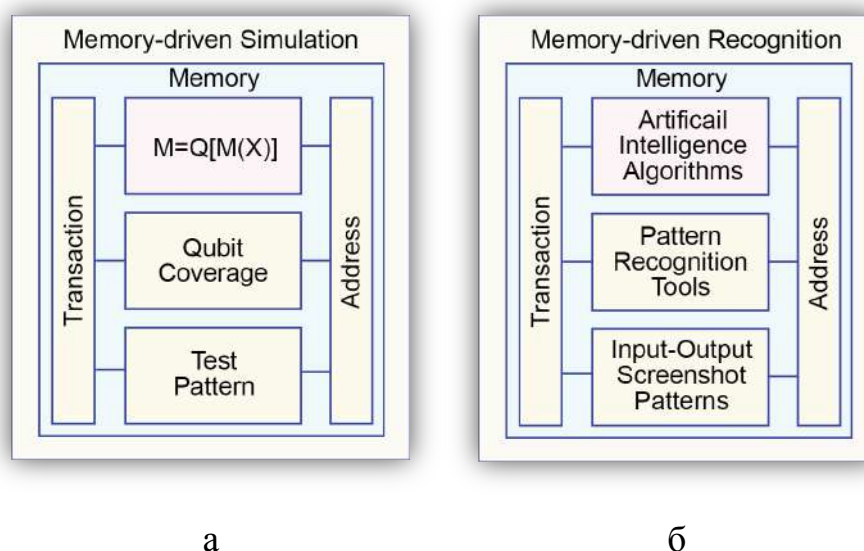 Memory-driven Simulation
Memory
Transaction
M=Q[M(X)]
Qubit
Coverage
Test
Pattern
Address
Memory-driven Recognition
Memory
Transaction
Artificail
Intelligence
Algorithms
Pattern
Recognition
Tools
Input-Output
Screenshot
Patterns
Address
а
б